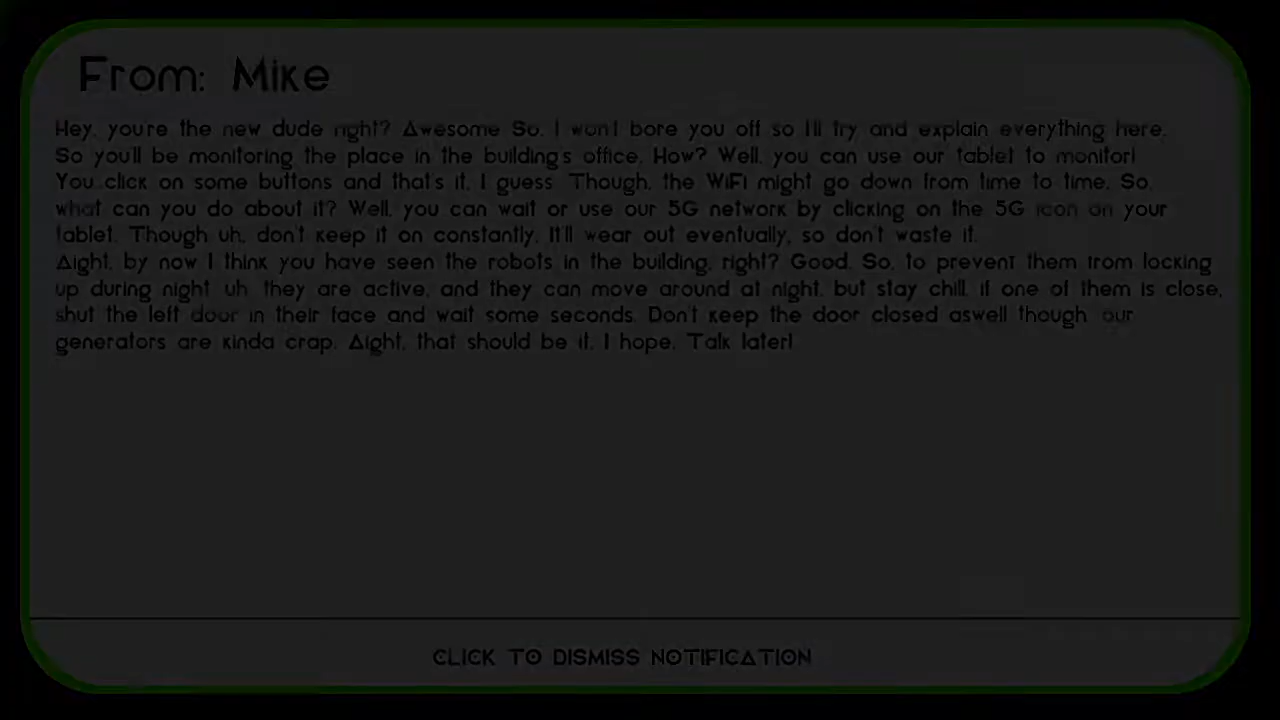 From: Mike
Hey, you're the new dude right? Awesome. So, I won't bore you off so I'll try and explain everything here.
So you'll be monitoring the place in the building's office. How? Well, you can use our tablet to monitor!
You click on some buttons and that's it, I guess. Though, the WiFi might go down from time to time. So,
what can you do about it? Well, you can wait or use our 5G network by clicking on the 5G icon on your
tablet. Though uh, don't keep it on constantly. It'll wear out eventually, so don't waste it.
Aight, by now I think you have seen the robots in the building, right? Good. So, to prevent them from locking
up during night, uh, they are active, and they can move around at night, but stay chill, if one of them is close,
shut the left door in their face and wait some seconds. Don't keep the door closed aswell though, our
generators are kinda crap. Aight, that should be it, I hope. Talk later!
CLICK TO DISMISS NOTIFICATION